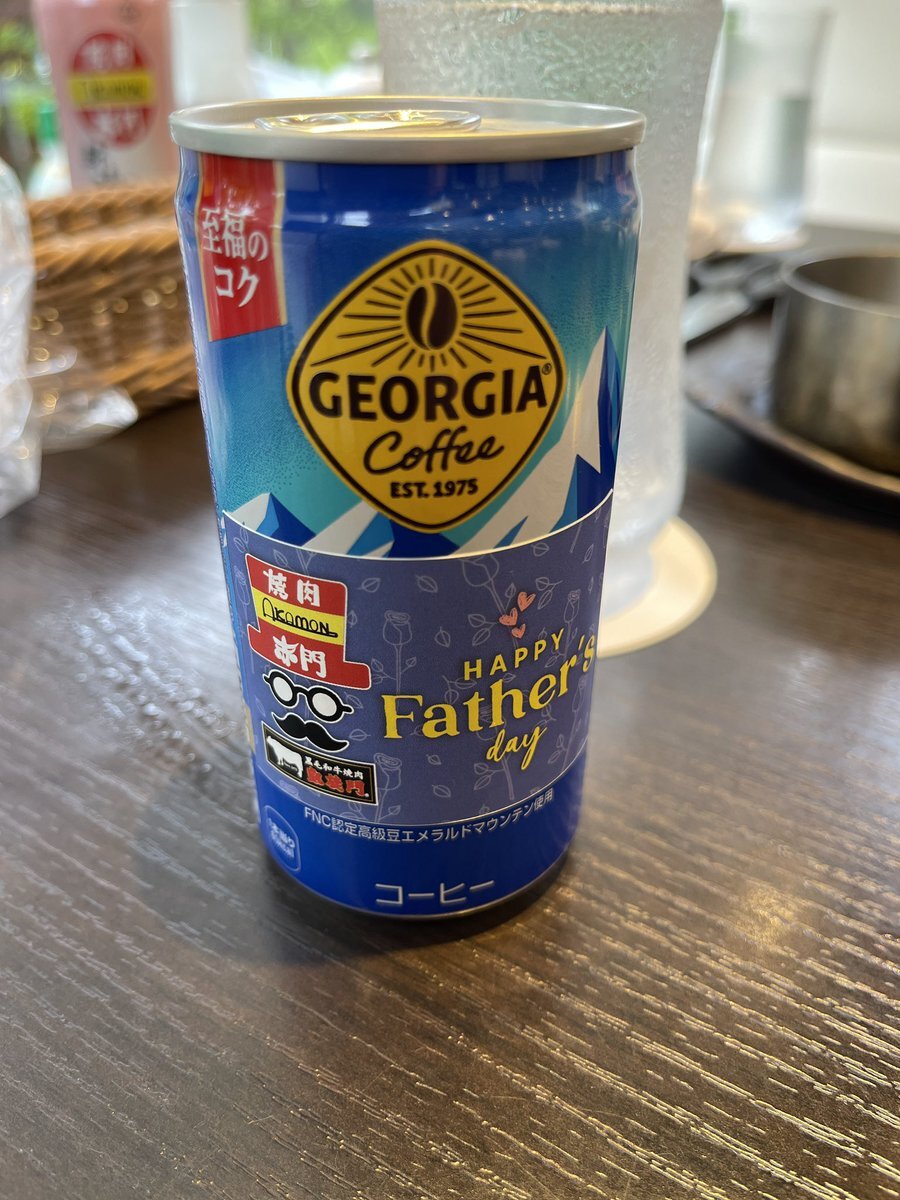 至福の
コク
GEORGIA®
Coffee
EST. 1975
焼肉
AKAMON
赤門
HAPPY
Father's
day
黒毛和牛焼肉
FNC認定高級豆エメラルドマウンテン使用
コーヒー